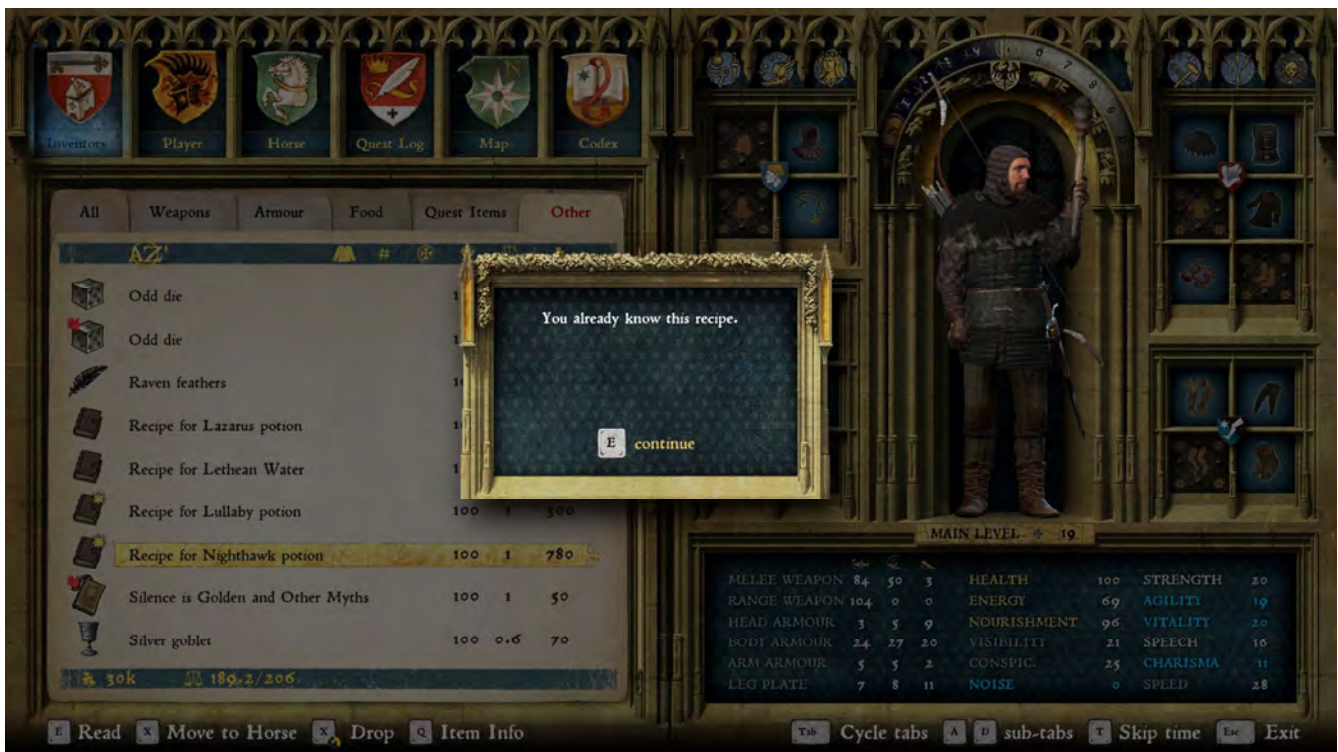 Inventory Player Horse Quest Log Map Codex
All Weapons Armour Food Quest Items Other
AZ
#
Odd die
Odd die
Raven feathers
Recipe for Lazarus potion
Recipe for Lethean Water
Recipe for Lullaby potion 100 1 300
Recipe for Nighthawk potion 100 1 780
Silence is Golden and Other Myths 100 1 50
Silver goblet 100 0.6 70
30k 189.2/206
You already know this recipe.
E continue
MAIN LEVEL 19
MELEE WEAPON 84 50 3 HEALTH 100 STRENGTH 20
RANGE WEAPON 104 0 0 ENERGY 69 AGILITY 19
HEAD ARMOUR 3 5 9 NOURISHMENT 96 VITALITY 20
BODY ARMOUR 24 27 20 VISIBILITY 21 SPEECH 16
ARM ARMOUR 5 5 2 CONSPIC. 25 CHARISMA 11
LEG PLATE 7 8 11 NOISE 0 SPEED 28
E Read X Move to Horse X Drop Q Item Info Tab Cycle tabs A D sub-tabs T Skip time Esc Exit